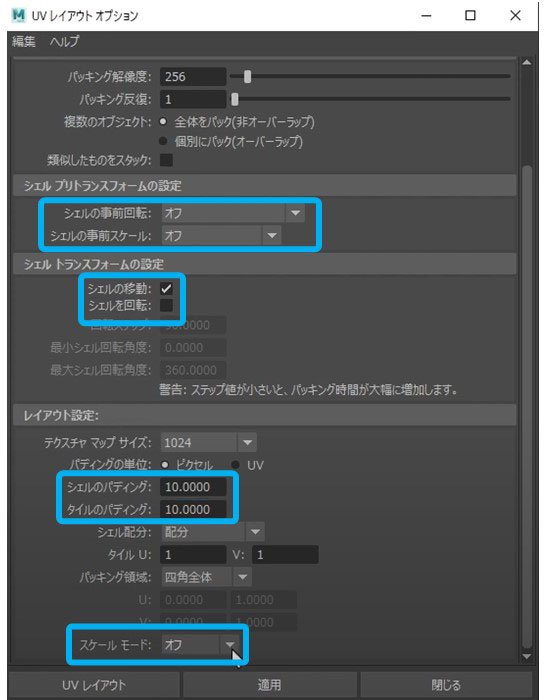 UV レイアウト オプション
編集 ヘルプ
パッキング解像度: 256
パッキング反復: 1
複数のオブジェクト: 全体をパック(非オーバーラップ)
個別にパック(オーバーラップ)
類似したものをスタック:
シェル プリトランスフォームの設定
シェルの事前回転: オフ
シェルの事前スケール: オフ
シェル トランスフォームの設定
シェルの移動:
シェルを回転:
回転ステップ: 90.0000
最小シェル回転角度: 0.0000
最大シェル回転角度: 360.0000
警告: ステップ値が小さいと、パッキング時間が大幅に増加します。
レイアウト設定:
テクスチャ マップ サイズ: 1024
パディングの単位: ピクセル UV
シェルのパディング: 10.0000
タイルのパディング: 10.0000
シェル配分: 配分
タイル U: 1 V: 1
パッキング領域: 四角全体
U: 0.0000 1.0000
V: 0.0000 1.0000
スケール モード: オフ
UV レイアウト 適用 閉じる